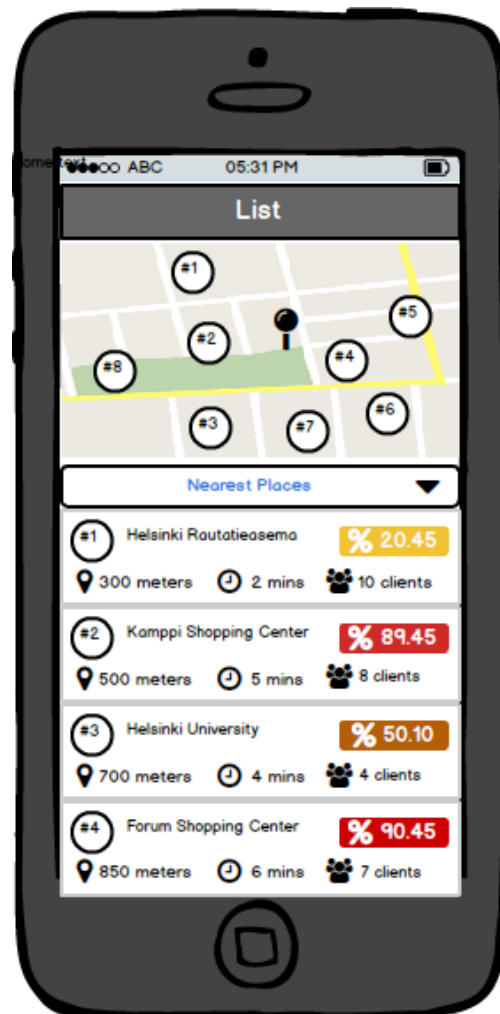 ome text
ABC 05:31 PM
List
#1
#5
#2
#4
#8
#6
#3
#7
Nearest Places
#1 Helsinki Rautatieasema % 20.45
300 meters 2 mins 10 clients
#2 Kamppi Shopping Center % 89.45
500 meters 5 mins 8 clients
#3 Helsinki University % 50.10
700 meters 4 mins 4 clients
#4 Forum Shopping Center % 90.45
850 meters 6 mins 7 clients